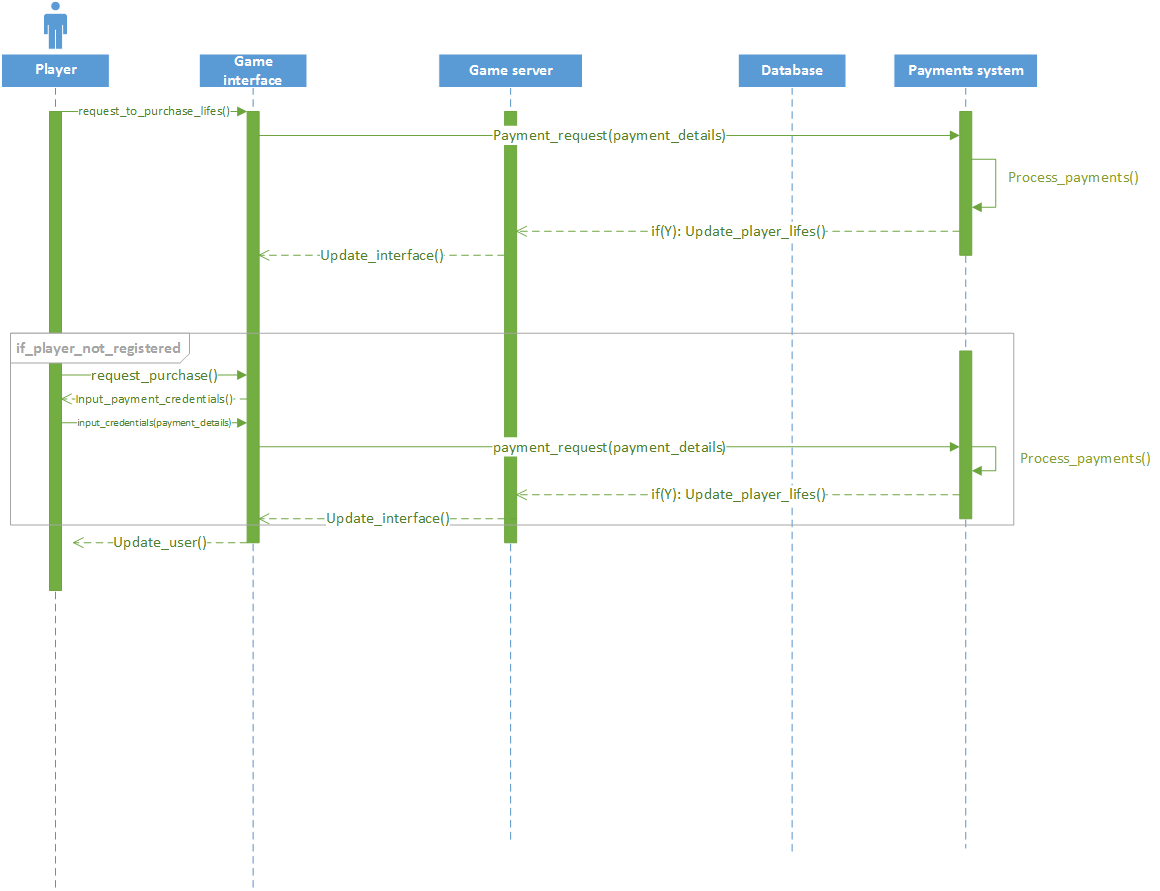 Player
Game
interface
Game server
Database
Payments system
request_to_purchase_lifes()
Payment_request(payment_details)
Process_payments()
if(Y): Update_player_lifes()
Update_interface()
if_player_not_registered
request_purchase()
Input_payment_credentials()
input_credentials(payment_details)
payment_request(payment_details)
Process_payments()
if(Y): Update_player_lifes()
Update_interface()
Update_user()